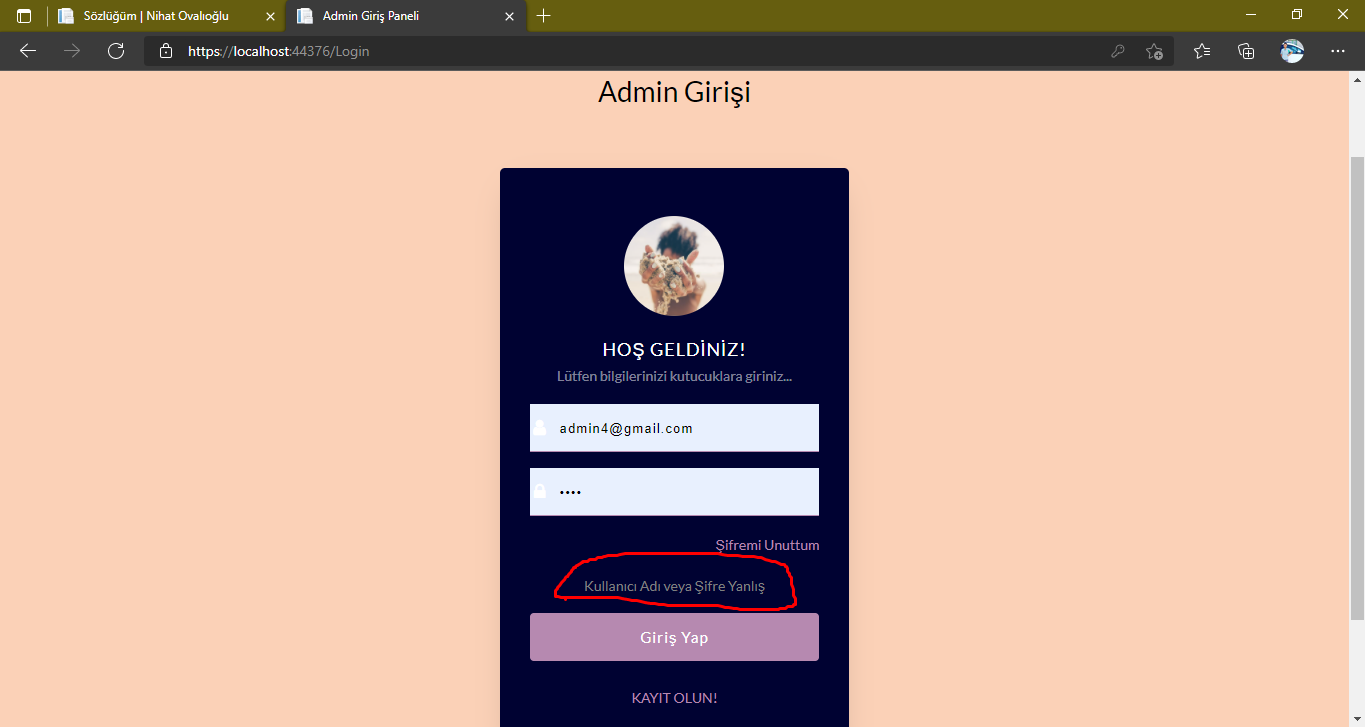 Sözlüğüm | Nihat Ovalıoğlu
Admin Giriş Paneli
https://localhost:44376/Login
Admin Girişi
HOŞ GELDİNİZ!
Lütfen bilgilerinizi kutucuklara giriniz...
admin4@gmail.com
••••
Şifremi Unuttum
Kullanıcı Adı veya Şifre Yanlış
Giriş Yap
KAYIT OLUN!